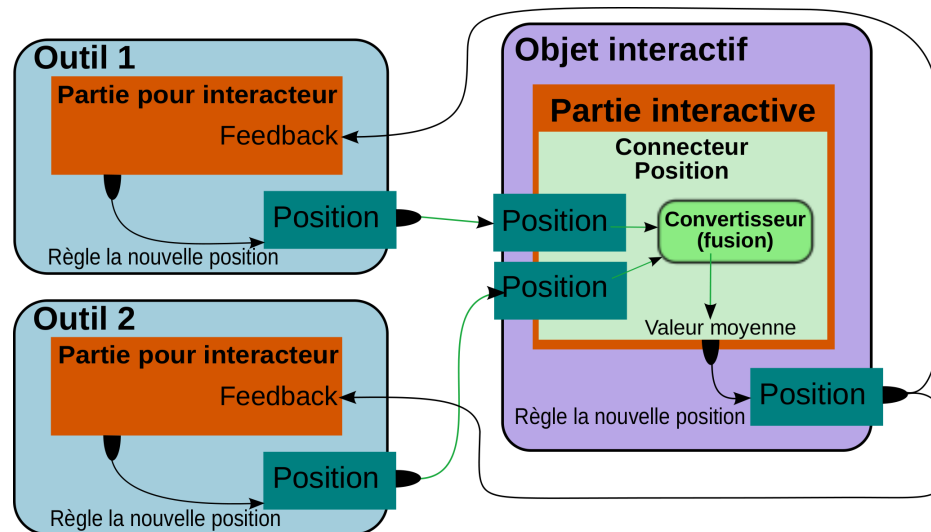 Outil 1
Partie pour interacteur
Feedback
Position
Règle la nouvelle position
Outil 2
Partie pour interacteur
Feedback
Position
Règle la nouvelle position
Objet interactif
Partie interactive
Connecteur
Position
Position
Convertisseur
(fusion)
Position
Valeur moyenne
Position
Règle la nouvelle position